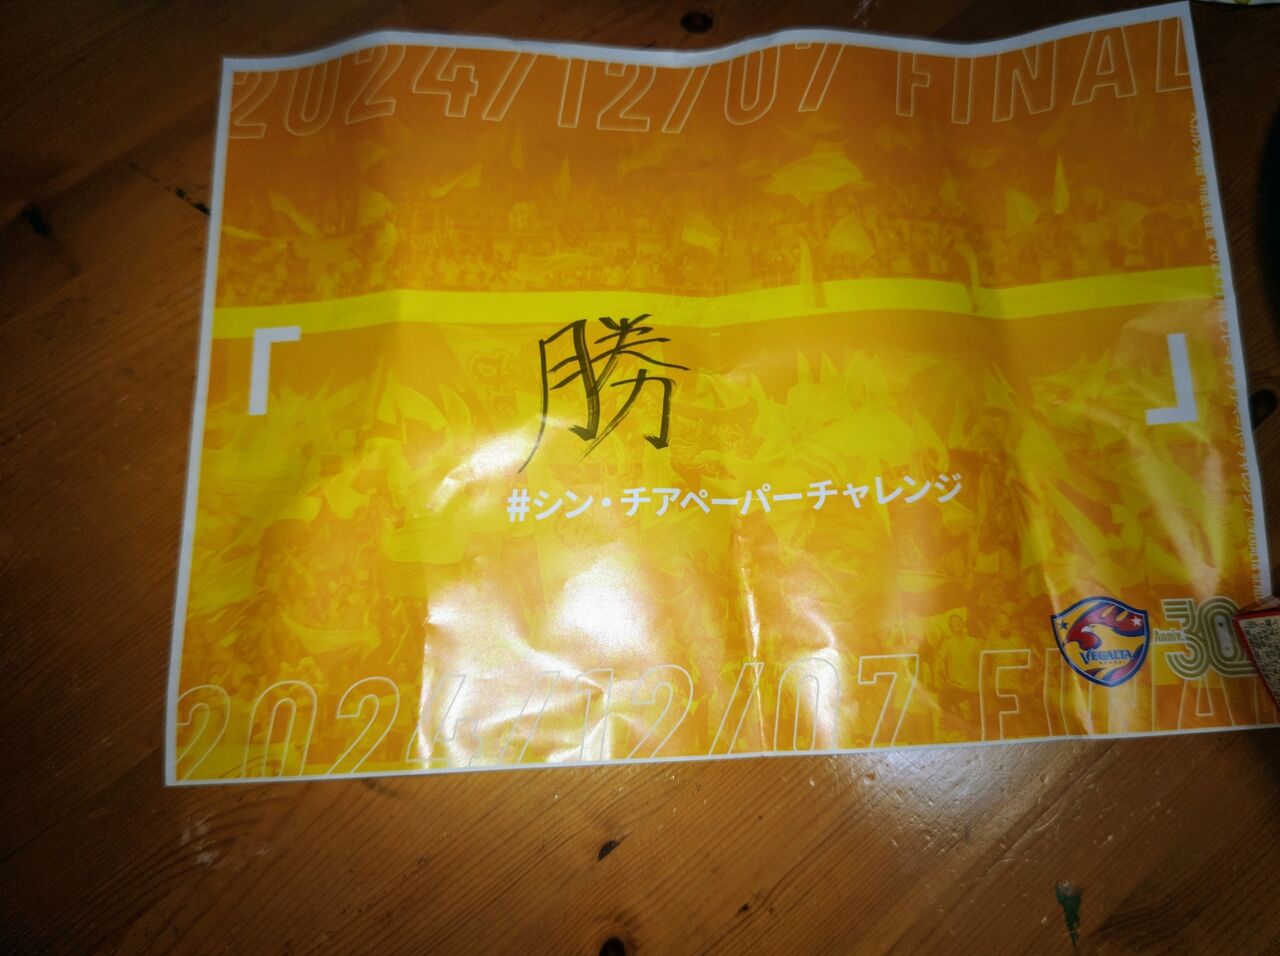 2024/12/07 FINAL
「
勝
」
#シン・チアペーパーチャレンジ
VEGALTA
Anniv. 30
2024/12/07 FINAL